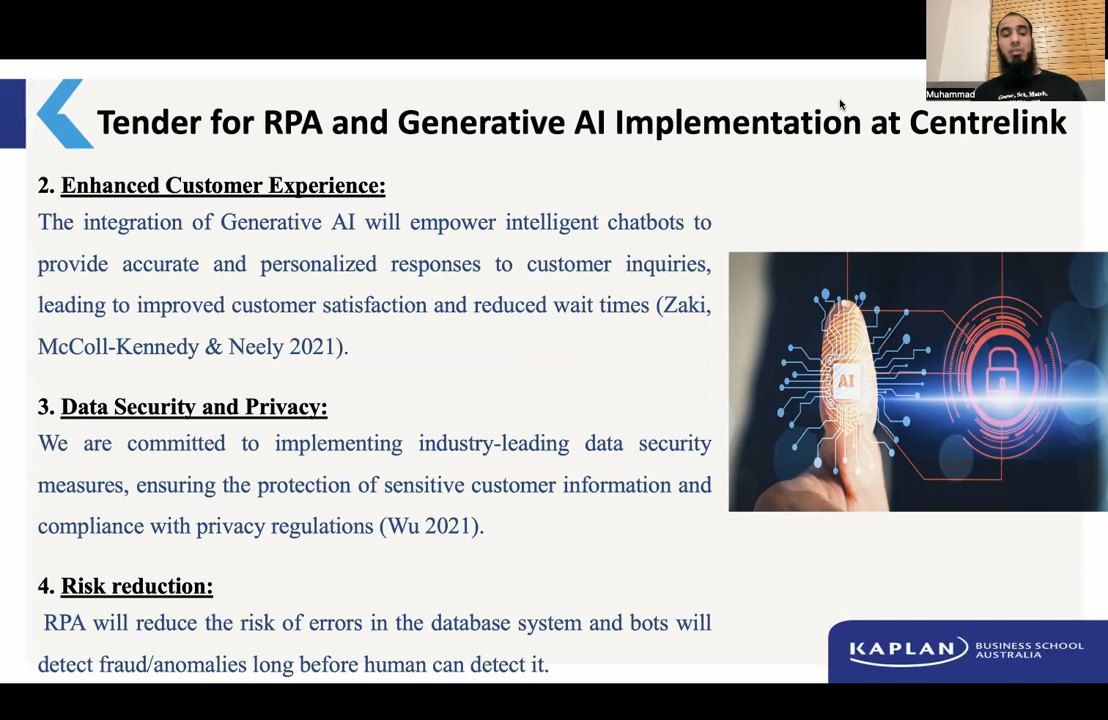 Muhammad
Game, Set, Match.
Tender for RPA and Generative AI Implementation at Centrelink
2. Enhanced Customer Experience:
The integration of Generative AI will empower intelligent chatbots to
provide accurate and personalized responses to customer inquiries,
leading to improved customer satisfaction and reduced wait times (Zaki,
McColl-Kennedy & Neely 2021).
3. Data Security and Privacy:
We are committed to implementing industry-leading data security
measures, ensuring the protection of sensitive customer information and
compliance with privacy regulations (Wu 2021).
4. Risk reduction:
RPA will reduce the risk of errors in the database system and bots will
detect fraud/anomalies long before human can detect it.
AI
KAPLAN
BUSINESS SCHOOL
AUSTRALIA